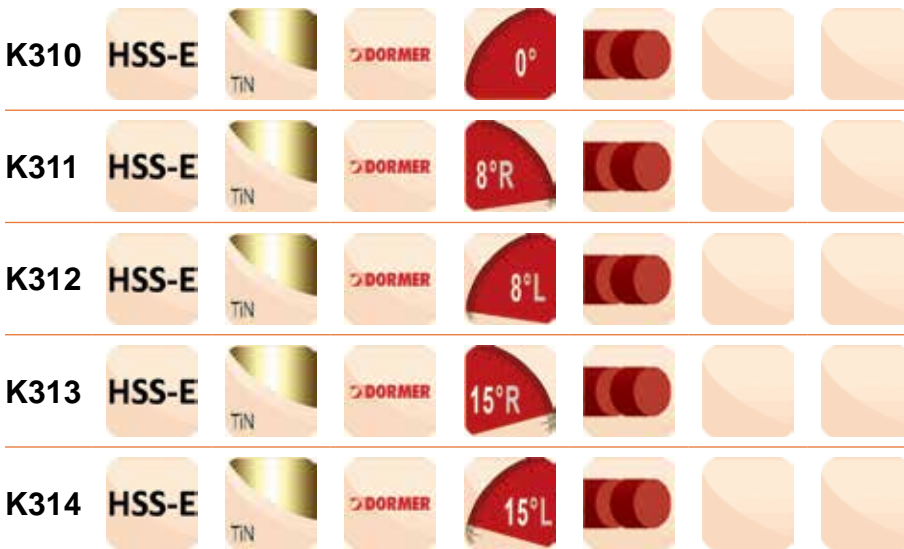 K310 HSS-E TiN DORMER 0°
K311 HSS-E TiN DORMER 8°R
K312 HSS-E TiN DORMER 8°L
K313 HSS-E TiN DORMER 15°R
K314 HSS-E TiN DORMER 15°L